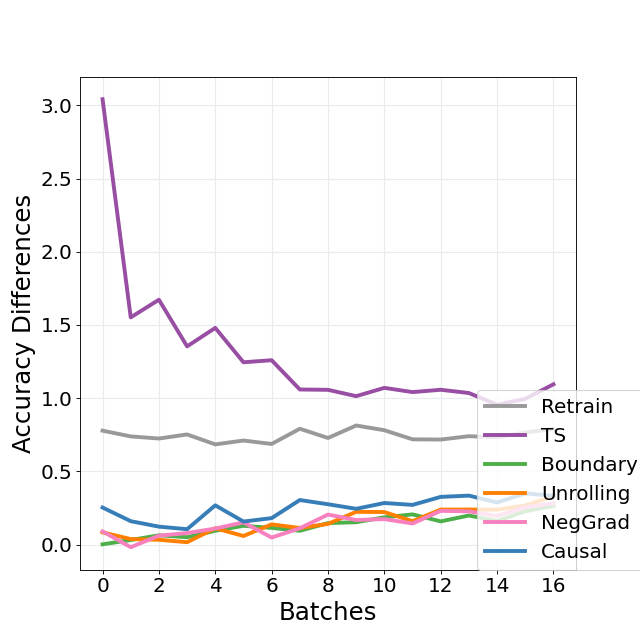 Accuracy Differences
3.0
2.5
2.0
1.5
1.0
0.5
0.0
0 2 4 6 8 10 12 14 16
Batches
Retrain
TS
Boundary
Unrolling
NegGrad
Causal